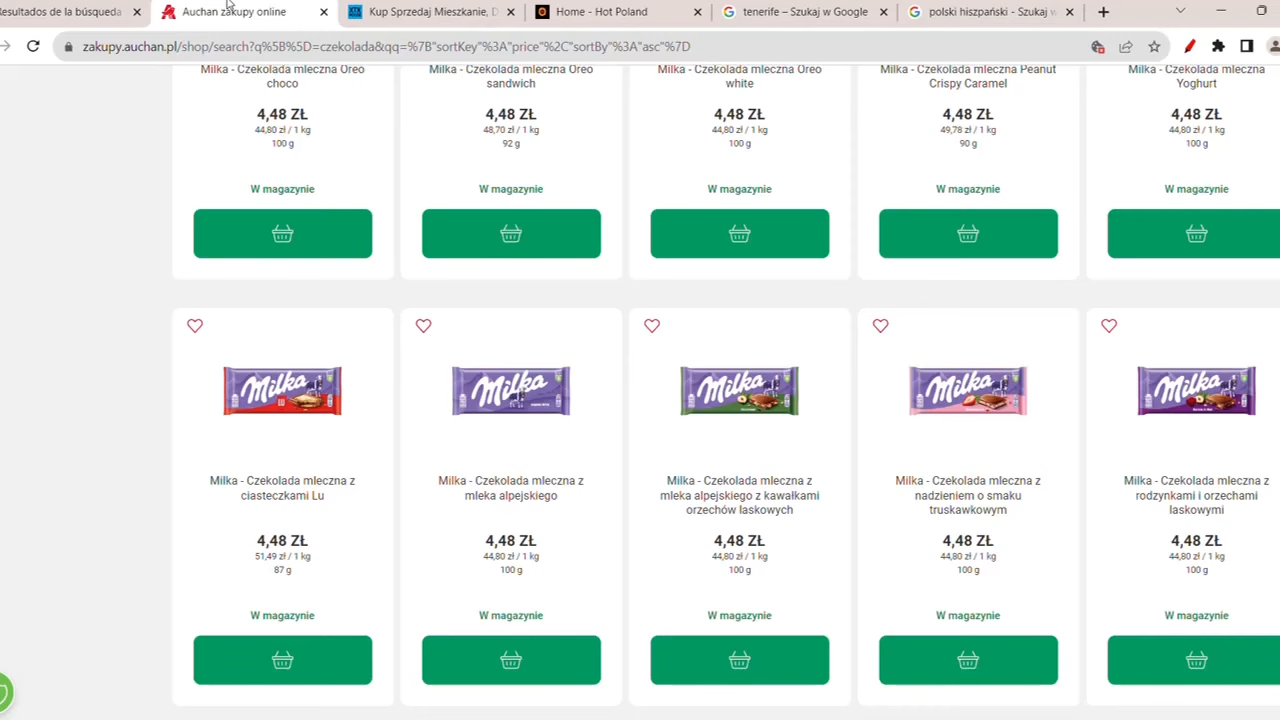 Resultados de la búsqueda
Auchan zakupy online
Kup Sprzedaj Mieszkanie, D
Home - Hot Poland
tenerife – Szukaj w Goo
polski hiszpański - Szukaj w
zakupy.auchan.pl/shop/search?q%5B%5D=czekolada&qq=%7B"sortKey"%3A"price"%2C"sortBy"%3A"asc"%7D
Milka - Czekolada mleczna Oreo
choco
4,48 ZŁ
44,80 zł / 1 kg
100 g
W magazynie
Milka - Czekolada mleczna Oreo
sandwich
4,48 ZŁ
48,70 zł / 1 kg
92 g
W magazynie
Milka - Czekolada mleczna Oreo
white
4,48 ZŁ
44,80 zł / 1 kg
100 g
W magazynie
Milka - Czekolada mleczna Peanut
Crispy Caramel
4,48 ZŁ
49,78 zł / 1 kg
90 g
W magazynie
Milka - Czekolada mleczna
Yoghurt
4,48 ZŁ
44,80 zł / 1 kg
100 g
W magazynie
Milka
LU
Milka - Czekolada mleczna z
ciasteczkami Lu
4,48 ZŁ
51,49 zł / 1 kg
87 g
W magazynie
Milka
Milka - Czekolada mleczna z
mleka alpejskiego
4,48 ZŁ
44,80 zł / 1 kg
100 g
W magazynie
Milka
Milka - Czekolada mleczna z
mleka alpejskiego z kawałkami
orzechów laskowych
4,48 ZŁ
44,80 zł / 1 kg
100 g
W magazynie
Milka
Milka - Czekolada mleczna z
nadzieniem o smaku
truskawkowym
4,48 ZŁ
44,80 zł / 1 kg
100 g
W magazynie
Milka
Milka - Czekolada mleczna z
rodzynkami i orzechami
laskowymi
4,48 ZŁ
44,80 zł / 1 kg
100 g
W magazynie